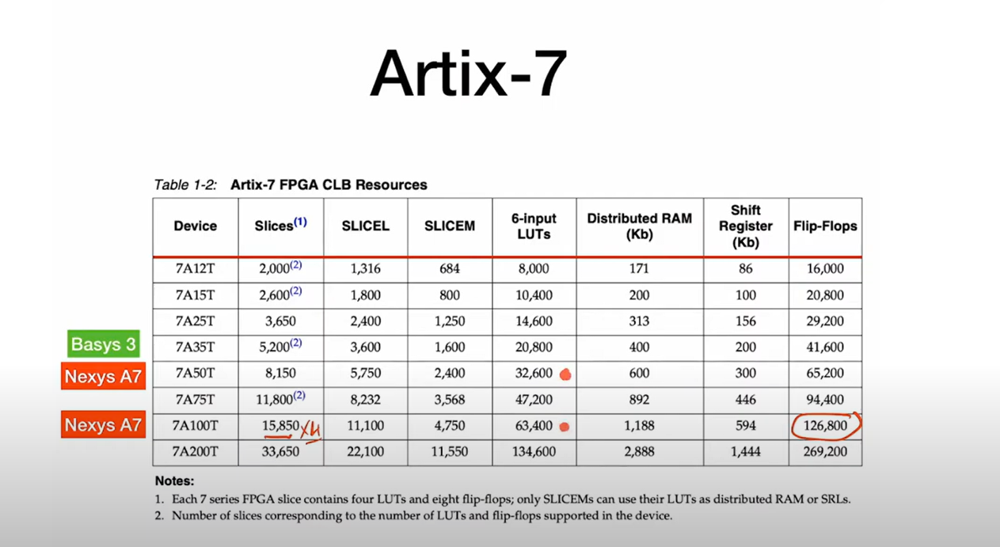 Artix-7
Table 1-2: Artix-7 FPGA CLB Resources
Device Slices(1) SLICEL SLICEM 6-input LUTs Distributed RAM (Kb) Shift Register (Kb) Flip-Flops
7A12T 2,000(2) 1,316 684 8,000 171 86 16,000
7A15T 2,600(2) 1,800 800 10,400 200 100 20,800
7A25T 3,650 2,400 1,250 14,600 313 156 29,200
Basys 3 7A35T 5,200(2) 3,600 1,600 20,800 400 200 41,600
Nexys A7 7A50T 8,150 5,750 2,400 32,600 600 300 65,200
7A75T 11,800(2) 8,232 3,568 47,200 892 446 94,400
Nexys A7 7A100T 15,850 x4 11,100 4,750 63,400 1,188 594 126,800
7A200T 33,650 22,100 11,550 134,600 2,888 1,444 269,200
Notes:
1. Each 7 series FPGA slice contains four LUTs and eight flip-flops; only SLICEMs can use their LUTs as distributed RAM or SRLs.
2. Number of slices corresponding to the number of LUTs and flip-flops supported in the device.